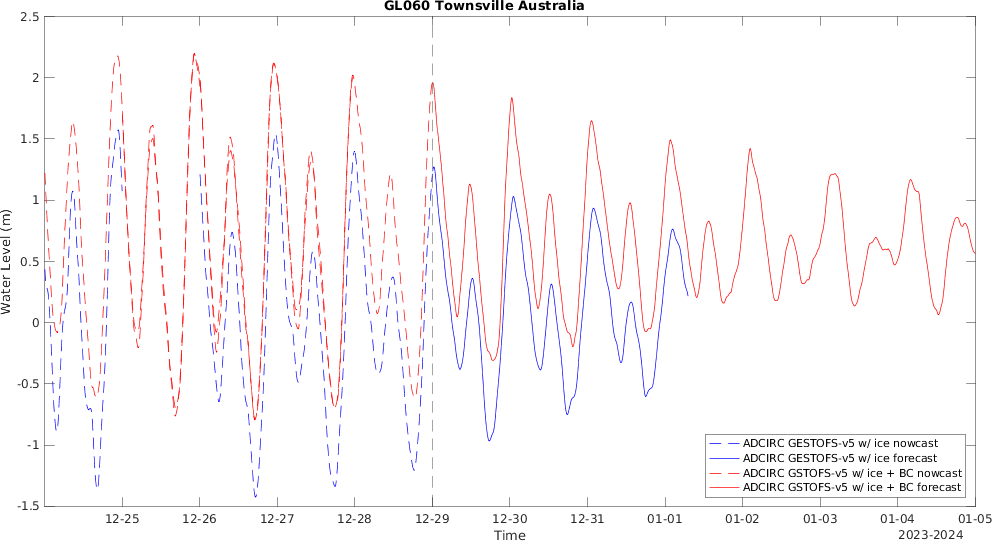 GL060 Townsville Australia
2.5
2
1.5
1
0.5
0
-0.5
-1
-1.5
Water Level (m)
12-25 12-26 12-27 12-28 12-29 12-30 12-31 01-01 01-02 01-03 01-04 01-05
Time
2023-2024
ADCIRC GESTOFS-v5 w/ ice nowcast
ADCIRC GESTOFS-v5 w/ ice forecast
ADCIRC GSTOFS-v5 w/ ice + BC nowcast
ADCIRC GSTOFS-v5 w/ ice + BC forecast